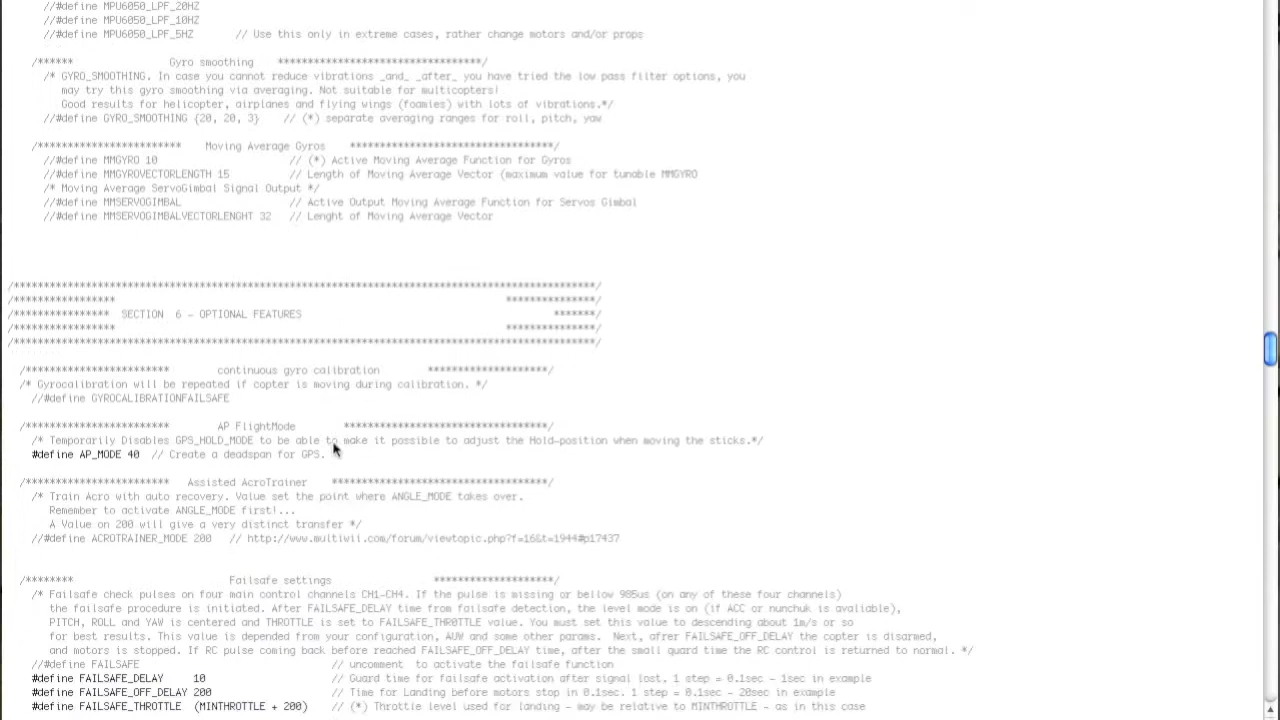 //#define MPU6050_LPF_20HZ
//#define MPU6050_LPF_10HZ
//#define MPU6050_LPF_5HZ       // Use this only in extreme cases, rather change motors and/or props
/******      Gyro smoothing    **********************************/
/* GYRO_SMOOTHING. In case you cannot reduce vibrations _and_ _after_ you have tried the low pass filter options, you
may try this gyro smoothing via averaging. Not suitable for multicopters!
Good results for helicopter, airplanes and flying wings (foamies) with lots of vibrations.*/
//#define GYRO_SMOOTHING {20, 20, 3}    // (*) separate averaging ranges for roll, pitch, yaw
/************************    Moving Average Gyros    **********************************/
//#define MMGYRO 10                      // (*) Active Moving Average Function for Gyros
//#define MMGYROVECTORLENGTH 15          // Length of Moving Average Vector (maximum value for tunable MMGYRO
/* Moving Average ServoGimbal Signal Output */
//#define MMSERVOGIMBAL                  // Active Output Moving Average Function for Servos Gimbal
//#define MMSERVOGIMBALVECTORLENGHT 32   // Lenght of Moving Average Vector
/*************************************************************************************************/
/*****************                                                                 ***************/
/****************  SECTION  6 - OPTIONAL FEATURES                                          *******/
/*****************                                                                 ***************/
/*************************************************************************************************/
/************************        continuous gyro calibration        ********************/
/* Gyrocalibration will be repeated if copter is moving during calibration. */
//#define GYROCALIBRATIONFAILSAFE
/************************        AP FlightMode        **********************************/
/* Temporarily Disables GPS_HOLD_MODE to be able to make it possible to adjust the Hold-position when moving the sticks.*/
#define AP_MODE 40  // Create a deadspan for GPS.
/************************   Assisted AcroTrainer    ************************************/
/* Train Acro with auto recovery. Value set the point where ANGLE_MODE takes over.
Remember to activate ANGLE_MODE first!...
A Value on 200 will give a very distinct transfer */
//#define ACROTRAINER_MODE 200   // http://www.multiwii.com/forum/viewtopic.php?f=16&t=1944#p17437
/********                          Failsafe settings                 ********************/
/* Failsafe check pulses on four main control channels CH1-CH4. If the pulse is missing or bellow 985us (on any of these four channels)
the failsafe procedure is initiated. After FAILSAFE_DELAY time from failsafe detection, the level mode is on (if ACC or nunchuk is avaliable),
PITCH, ROLL and YAW is centered and THROTTLE is set to FAILSAFE_THR0TTLE value. You must set this value to descending about 1m/s or so
for best results. This value is depended from your configuration, AUW and some other params.  Next, afrer FAILSAFE_OFF_DELAY the copter is disarmed,
and motors is stopped. If RC pulse coming back before reached FAILSAFE_OFF_DELAY time, after the small guard time the RC control is returned to normal. */
//#define FAILSAFE                                // uncomment  to activate the failsafe function
#define FAILSAFE_DELAY     10                     // Guard time for failsafe activation after signal lost. 1 step = 0.1sec - 1sec in example
#define FAILSAFE_OFF_DELAY 200                    // Time for Landing before motors stop in 0.1sec. 1 step = 0.1sec - 20sec in example
#define FAILSAFE_THROTTLE  (MINTHROTTLE + 200)    // (*) Throttle level used for landing - may be relative to MINTHROTTLE - as in this case